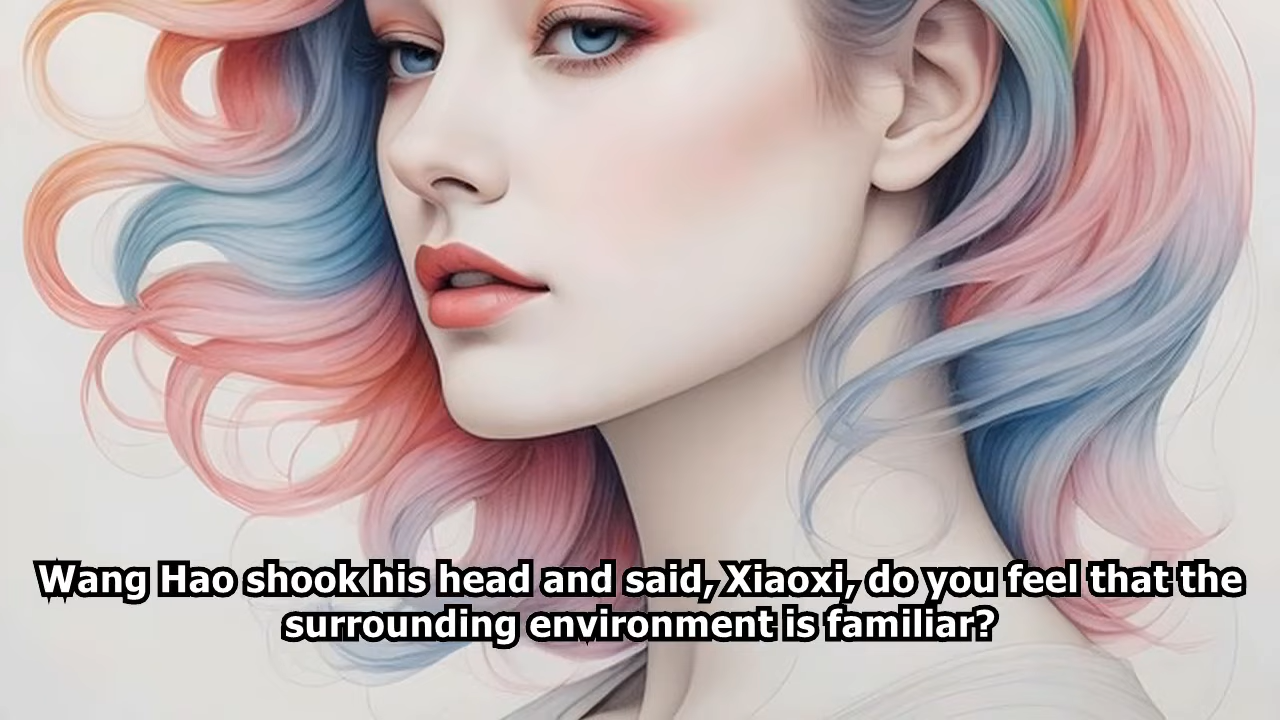 Wang Hao shook his head and said, Xiaoxi, do you feel that the
surrounding environment is familiar?